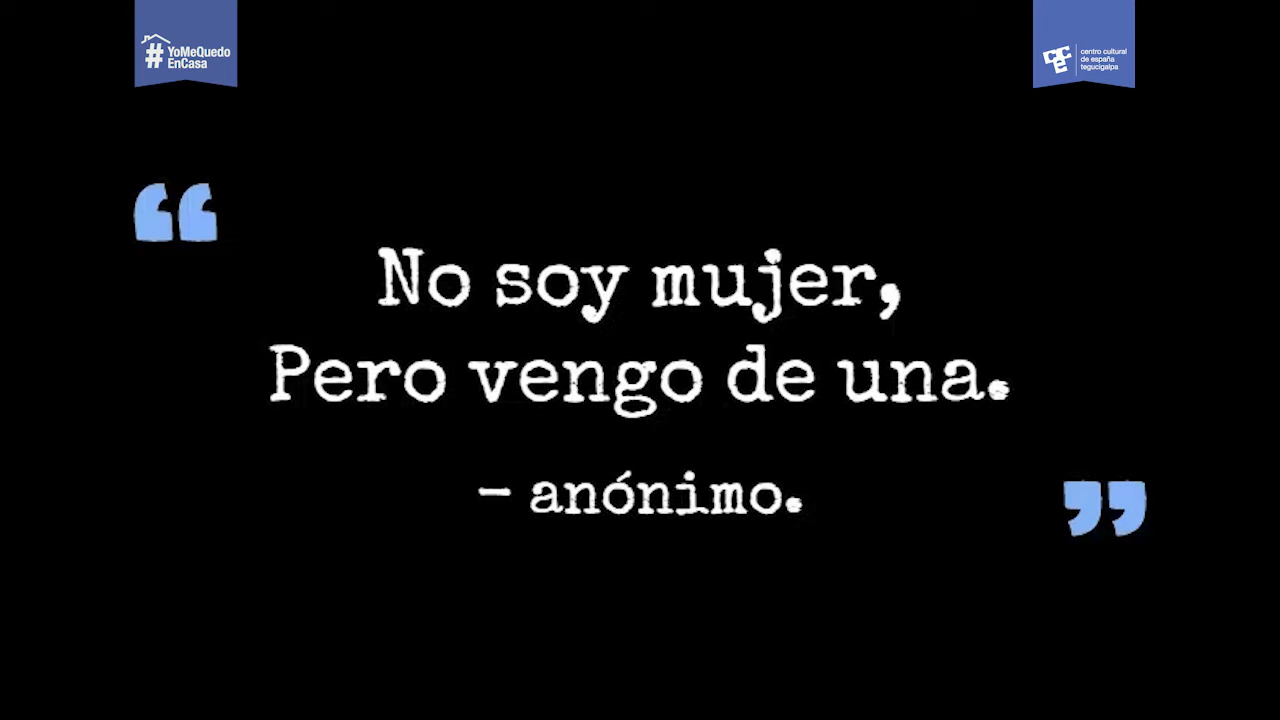 #YoMeQuedo
EnCasa
centro cultural
de españa
tegucigalpa
“
No soy mujer,
Pero vengo de una.
- anónimo.
”